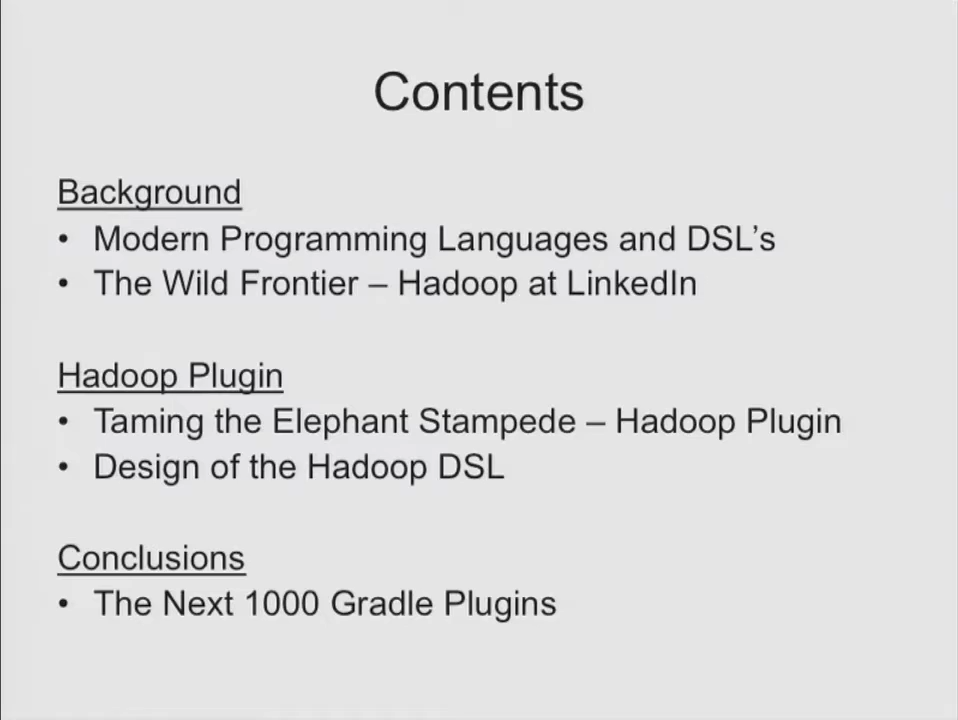 Contents
Background
• Modern Programming Languages and DSL’s
• The Wild Frontier – Hadoop at LinkedIn
Hadoop Plugin
• Taming the Elephant Stampede – Hadoop Plugin
• Design of the Hadoop DSL
Conclusions
• The Next 1000 Gradle Plugins